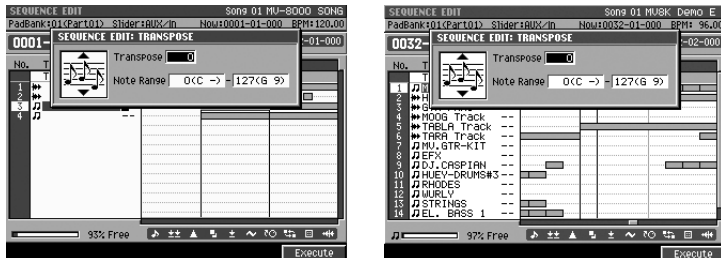 SEQUENCE EDIT Song 01 MV-8000 SONG
PadBank:01(Part01) Slider:AUX/In Now:0001-01-000 BPM:120.00
0001- -01-000
SEQUENCE EDIT: TRANSPOSE
Transpose 0
Note Range 0(C -) - 127(G 9)
No. T
T
1
2
3
4 --
93% Free
Execute
SEQUENCE EDIT Song 01 MV8K Demo E
PadBank:01(Part01) Slider:AUX/In Now:0032-01-000 BPM: 96.00
0032- -02-000
SEQUENCE EDIT: TRANSPOSE
Transpose 0
Note Range 0(C -) - 127(G 9)
No. T
T
1
2 H
3
4 MOOG Track --
5 TABLA Track --
6 TARA Track --
7 MV.GTR-KIT --
8 EFX --
9 DJ.CASPIAN --
10 HUEY-DRUMS#3 --
11 RHODES --
12 WURLY --
13 STRINGS --
14 EL. BASS 1 --
97% Free
Execute